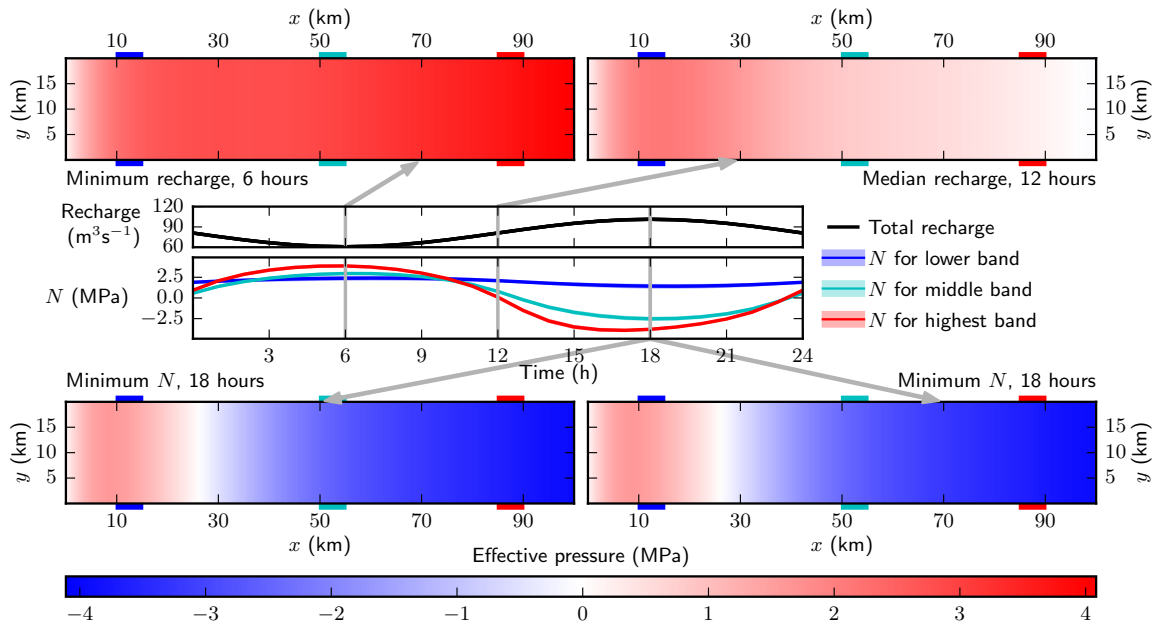 x (km)
x (km)
10 30 50 70 90
10 30 50 70 90
y (km)
15
10
5
15
10
5
y (km)
Minimum recharge, 6 hours
Median recharge, 12 hours
Recharge
(m³s⁻¹)
120
90
60
N (MPa)
2.5
0.0
−2.5
3 6 9 12 15 18 21 24
Time (h)
Total recharge
N for lower band
N for middle band
N for highest band
Minimum N, 18 hours
Minimum N, 18 hours
y (km)
15
10
5
15
10
5
y (km)
10 30 50 70 90
10 30 50 70 90
x (km)
x (km)
Effective pressure (MPa)
−4 −3 −2 −1 0 1 2 3 4